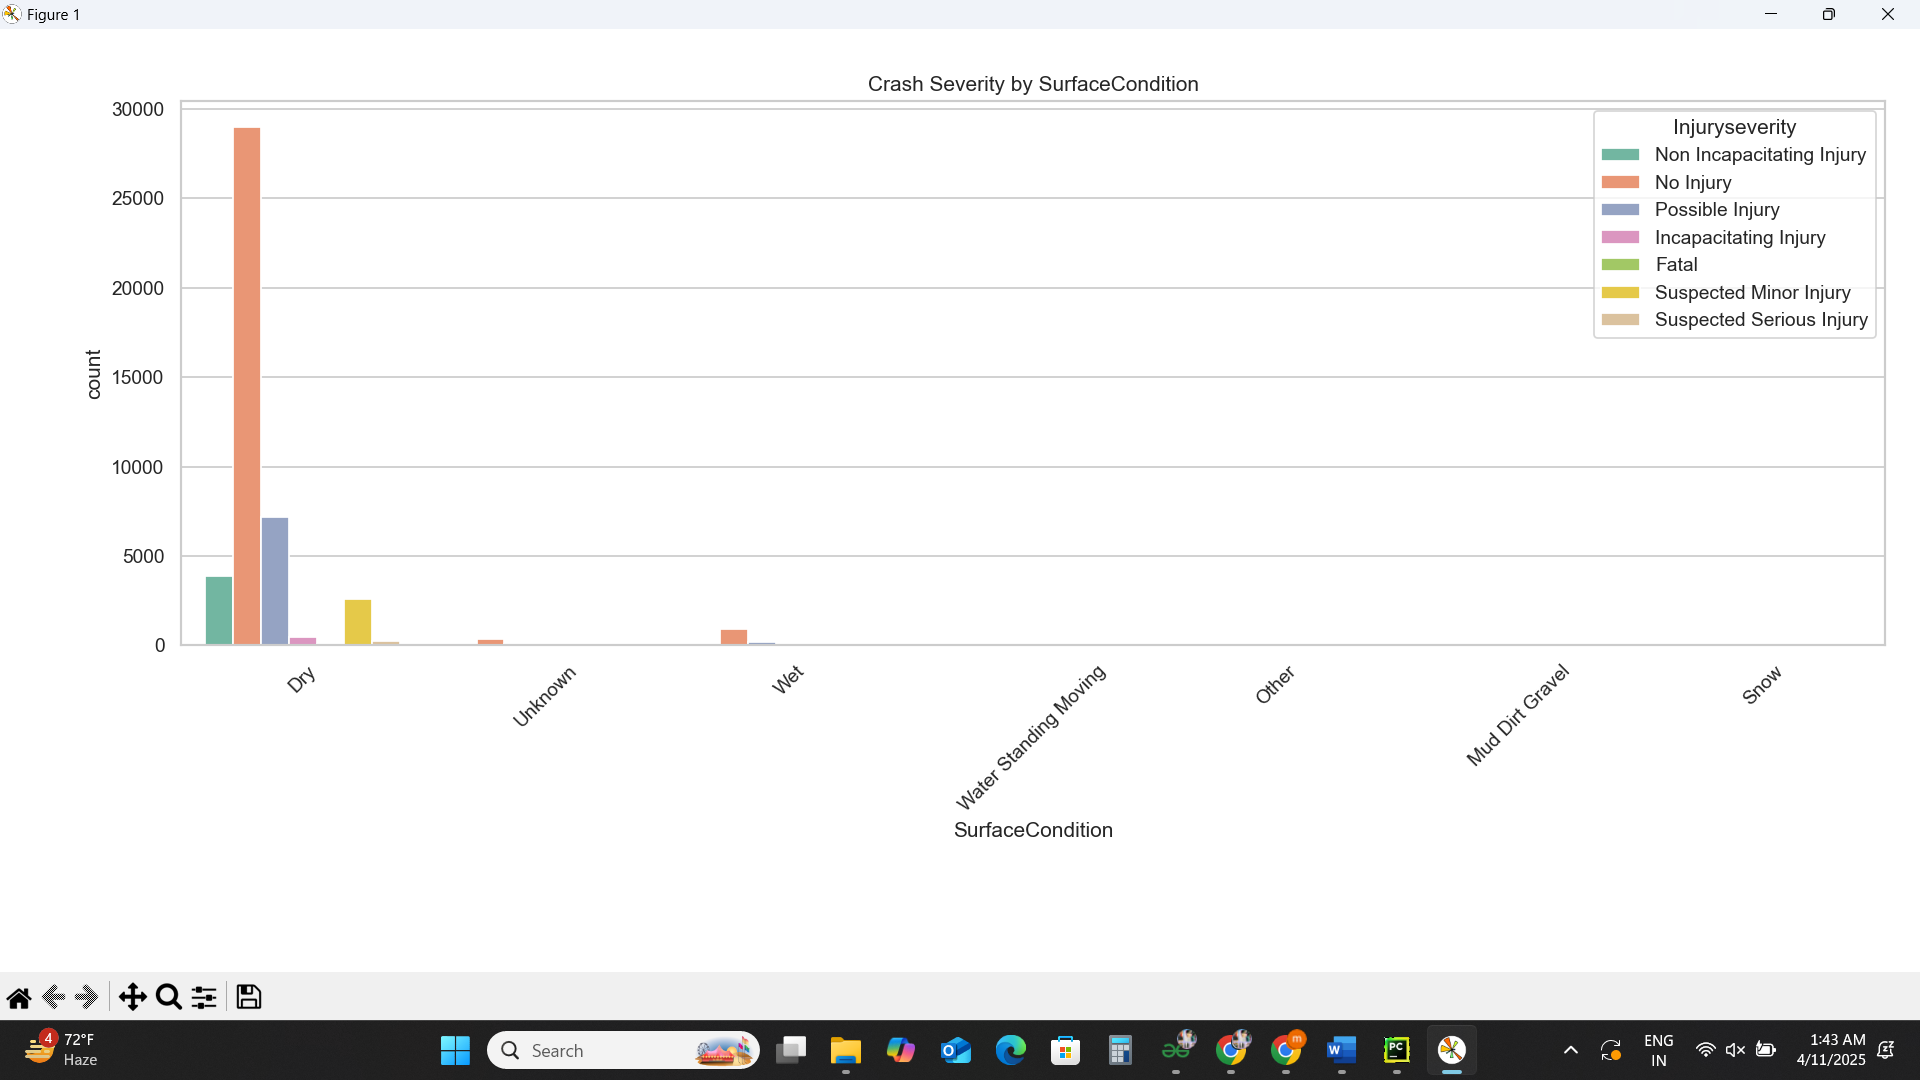 Figure 1
Crash Severity by SurfaceCondition
30000
25000
20000
15000
10000
5000
0
count
Injuryseverity
Non Incapacitating Injury
No Injury
Possible Injury
Incapacitating Injury
Fatal
Suspected Minor Injury
Suspected Serious Injury
Dry
Unknown
Wet
Water Standing Moving
Other
Mud Dirt Gravel
Snow
SurfaceCondition
4
72°F
Haze
Search
O
m
W
PC
ENG
IN
1:43 AM
4/11/2025
z